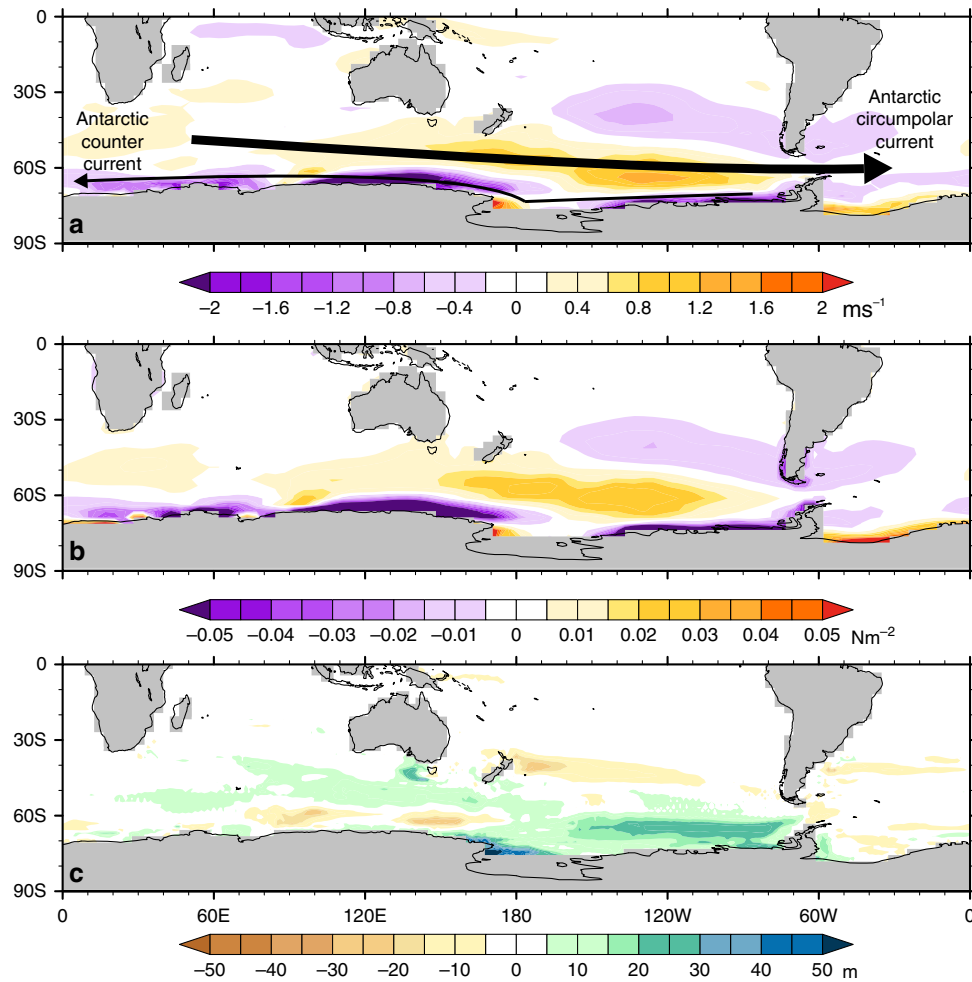 0
30S
60S
90S
Antarctic
counter
current
Antarctic
circumpolar
current
a
−2 −1.6 −1.2 −0.8 −0.4 0 0.4 0.8 1.2 1.6 2 ms⁻¹
0
30S
60S
90S
b
−0.05 −0.04 −0.03 −0.02 −0.01 0 0.01 0.02 0.03 0.04 0.05 Nm⁻²
0
30S
60S
90S
c
0 60E 120E 180 120W 60W 0
−50 −40 −30 −20 −10 0 10 20 30 40 50 m